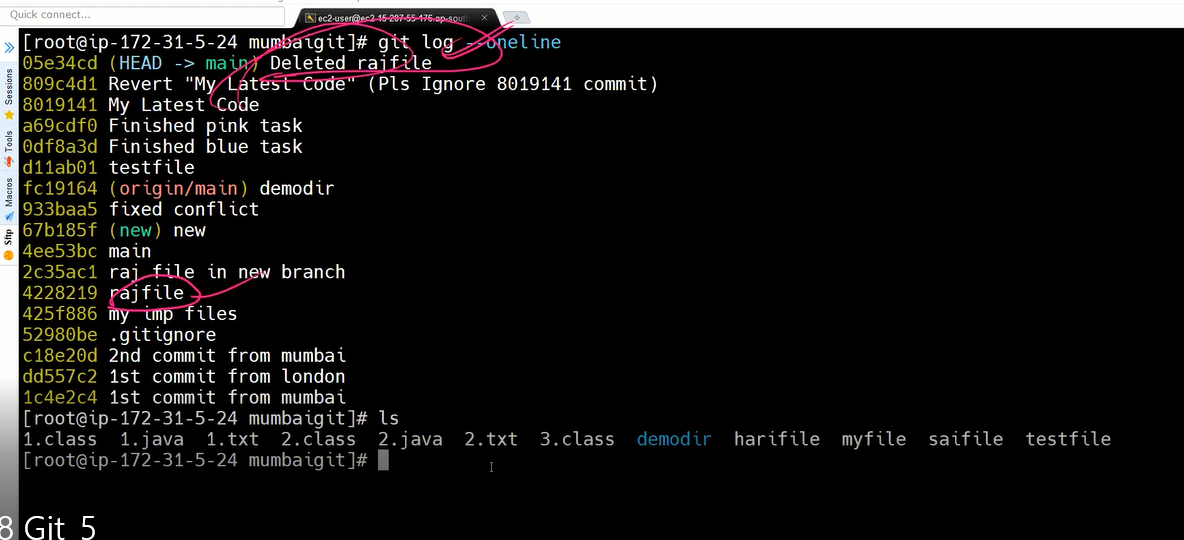 Quick connect...
ec2-user@ec2-15-207-55-176.ap-sout
Sessions
Tools
Macros
Sftp
[root@ip-172-31-5-24 mumbaigit]# git log --oneline
05e34cd (HEAD -> main) Deleted rajfile
809c4d1 Revert "My Latest Code" (Pls Ignore 8019141 commit)
8019141 My Latest Code
a69cdf0 Finished pink task
0df8a3d Finished blue task
d11ab01 testfile
fc19164 (origin/main) demodir
933baa5 fixed conflict
67b185f (new) new
4ee53bc main
2c35ac1 raj file in new branch
4228219 rajfile
425f886 my imp files
52980be .gitignore
c18e20d 2nd commit from mumbai
dd557c2 1st commit from london
1c4e2c4 1st commit from mumbai
[root@ip-172-31-5-24 mumbaigit]# ls
1.class 1.java 1.txt 2.class 2.java 2.txt 3.class demodir harifile myfile saifile testfile
[root@ip-172-31-5-24 mumbaigit]#
8 Git 5